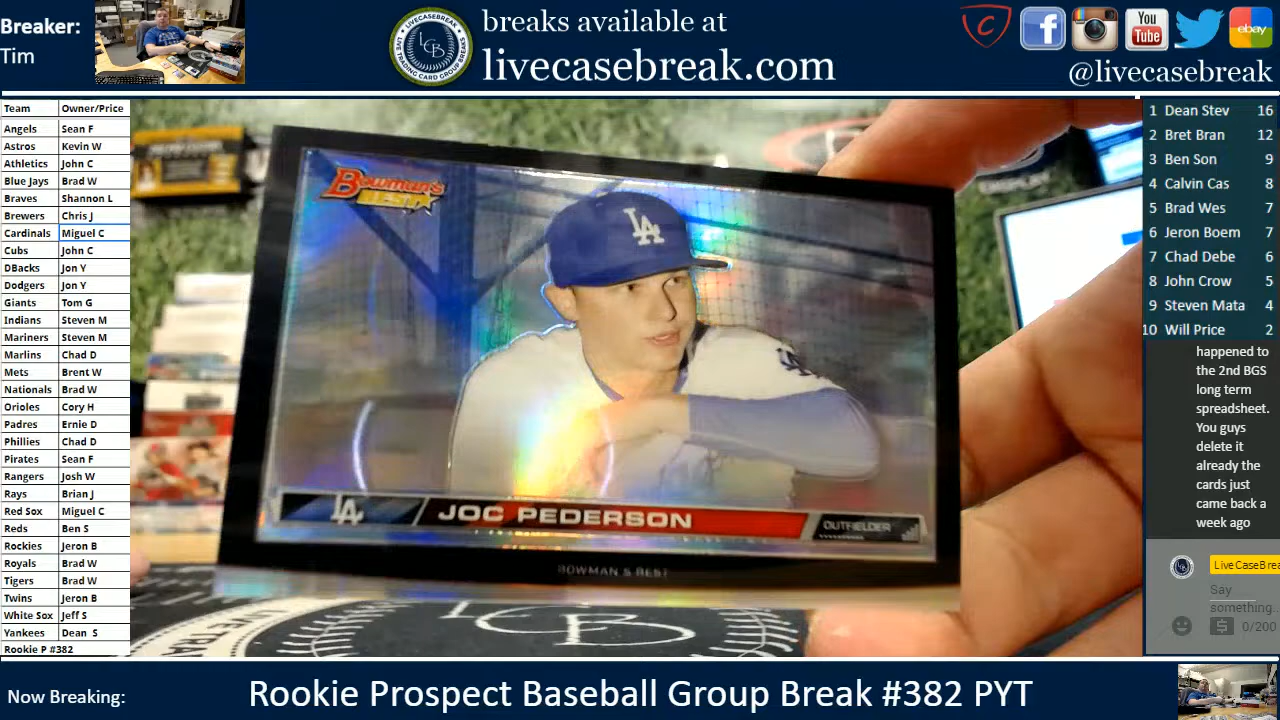 Breaker:
Tim
LCB
breaks available at
livecasebreak.com
You
Tube
ebay
@livecasebreak
Team Owner/Price
Angels Sean F
Astros Kevin W
Athletics John C
Blue Jays Brad W
Braves Shannon L
Brewers Chris J
Cardinals Miguel C
Cubs John C
DBacks Jon Y
Dodgers Jon Y
Giants Tom G
Indians Steven M
Mariners Steven M
Marlins Chad D
Mets Brent W
Nationals Brad W
Orioles Cory H
Padres Ernie D
Phillies Chad D
Pirates Sean F
Rangers Josh W
Rays Brian J
Red Sox Miguel C
Reds Ben S
Rockies Jeron B
Royals Brad W
Tigers Brad W
Twins Jeron B
White Sox Jeff S
Yankees Dean S
Rookie P #382
Bowman's
BEST
LA
LA JOC PEDERSON OUTFIELDER
BOWMAN'S BEST
LCB
1 Dean Stev 16
2 Bret Bran 12
3 Ben Son 9
4 Calvin Cas 8
5 Brad Wes 7
6 Jeron Boem 7
7 Chad Debe 6
8 John Crow 5
9 Steven Mata 4
10 Will Price 2
happened to
the 2nd BGS
long term
spreadsheet.
You guys
delete it
already the
cards just
came back a
week ago
LiveCaseBrea
Say
something...
0/200
Now Breaking:
Rookie Prospect Baseball Group Break #382 PYT